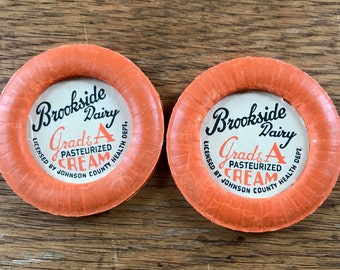 Brookside
Dairy
Grade A
PASTEURIZED
CREAM
LICENSED BY JOHNSON COUNTY HEALTH DEPT.
Brookside
Dairy
Grade A
PASTEURIZED
CREAM
LICENSED BY JOHNSON COUNTY HEALTH DEPT.